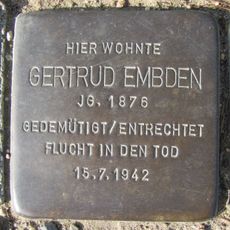 HIER WOHNTE
GERTRUD EMBDEN
JG. 1876
GEDEMÜTIGT/ENTRECHTET
FLUCHT IN DEN TOD
15.7.1942